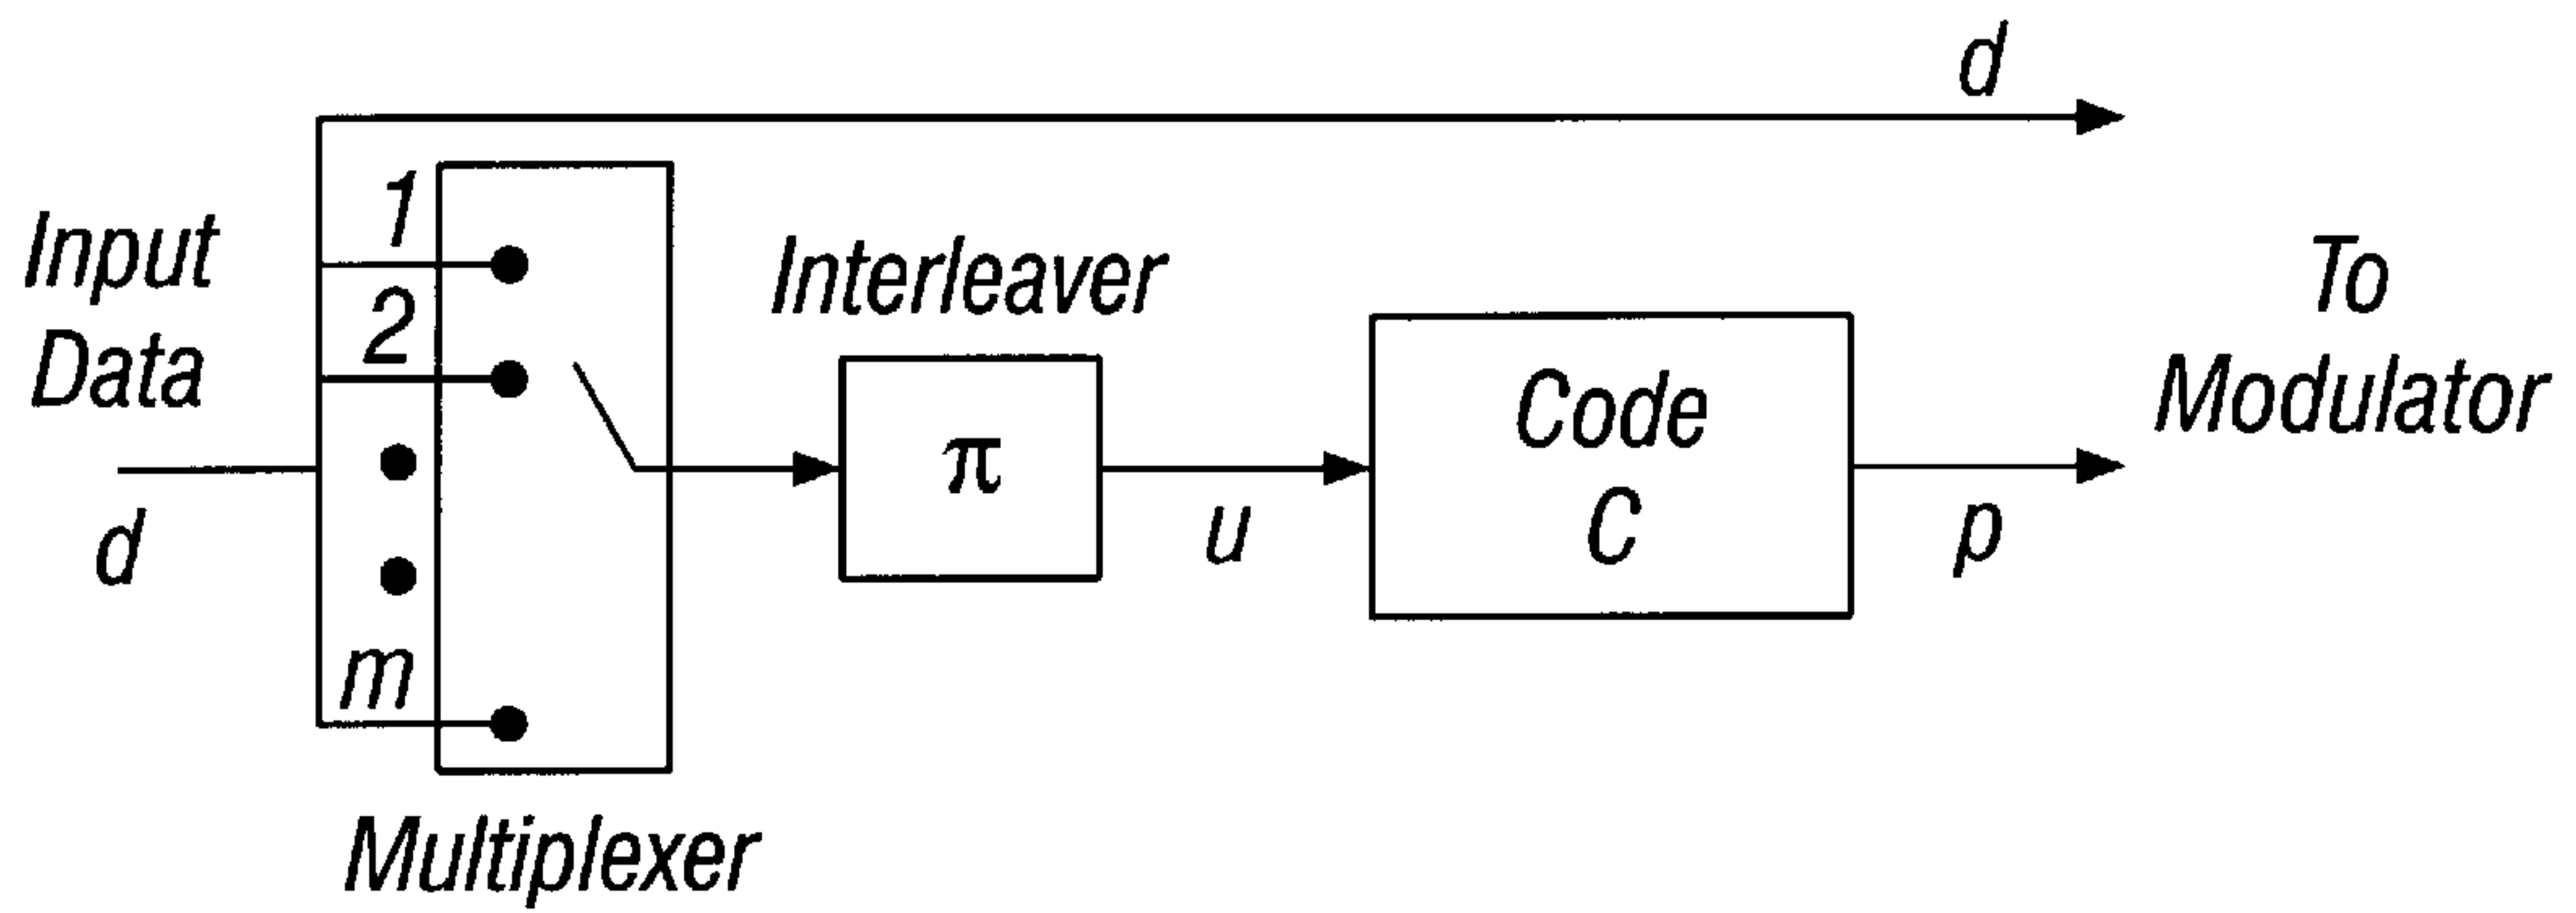 d
1
2
m
Input
Data
d
Multiplexer
Interleaver
π
u
Code
C
p
To
Modulator